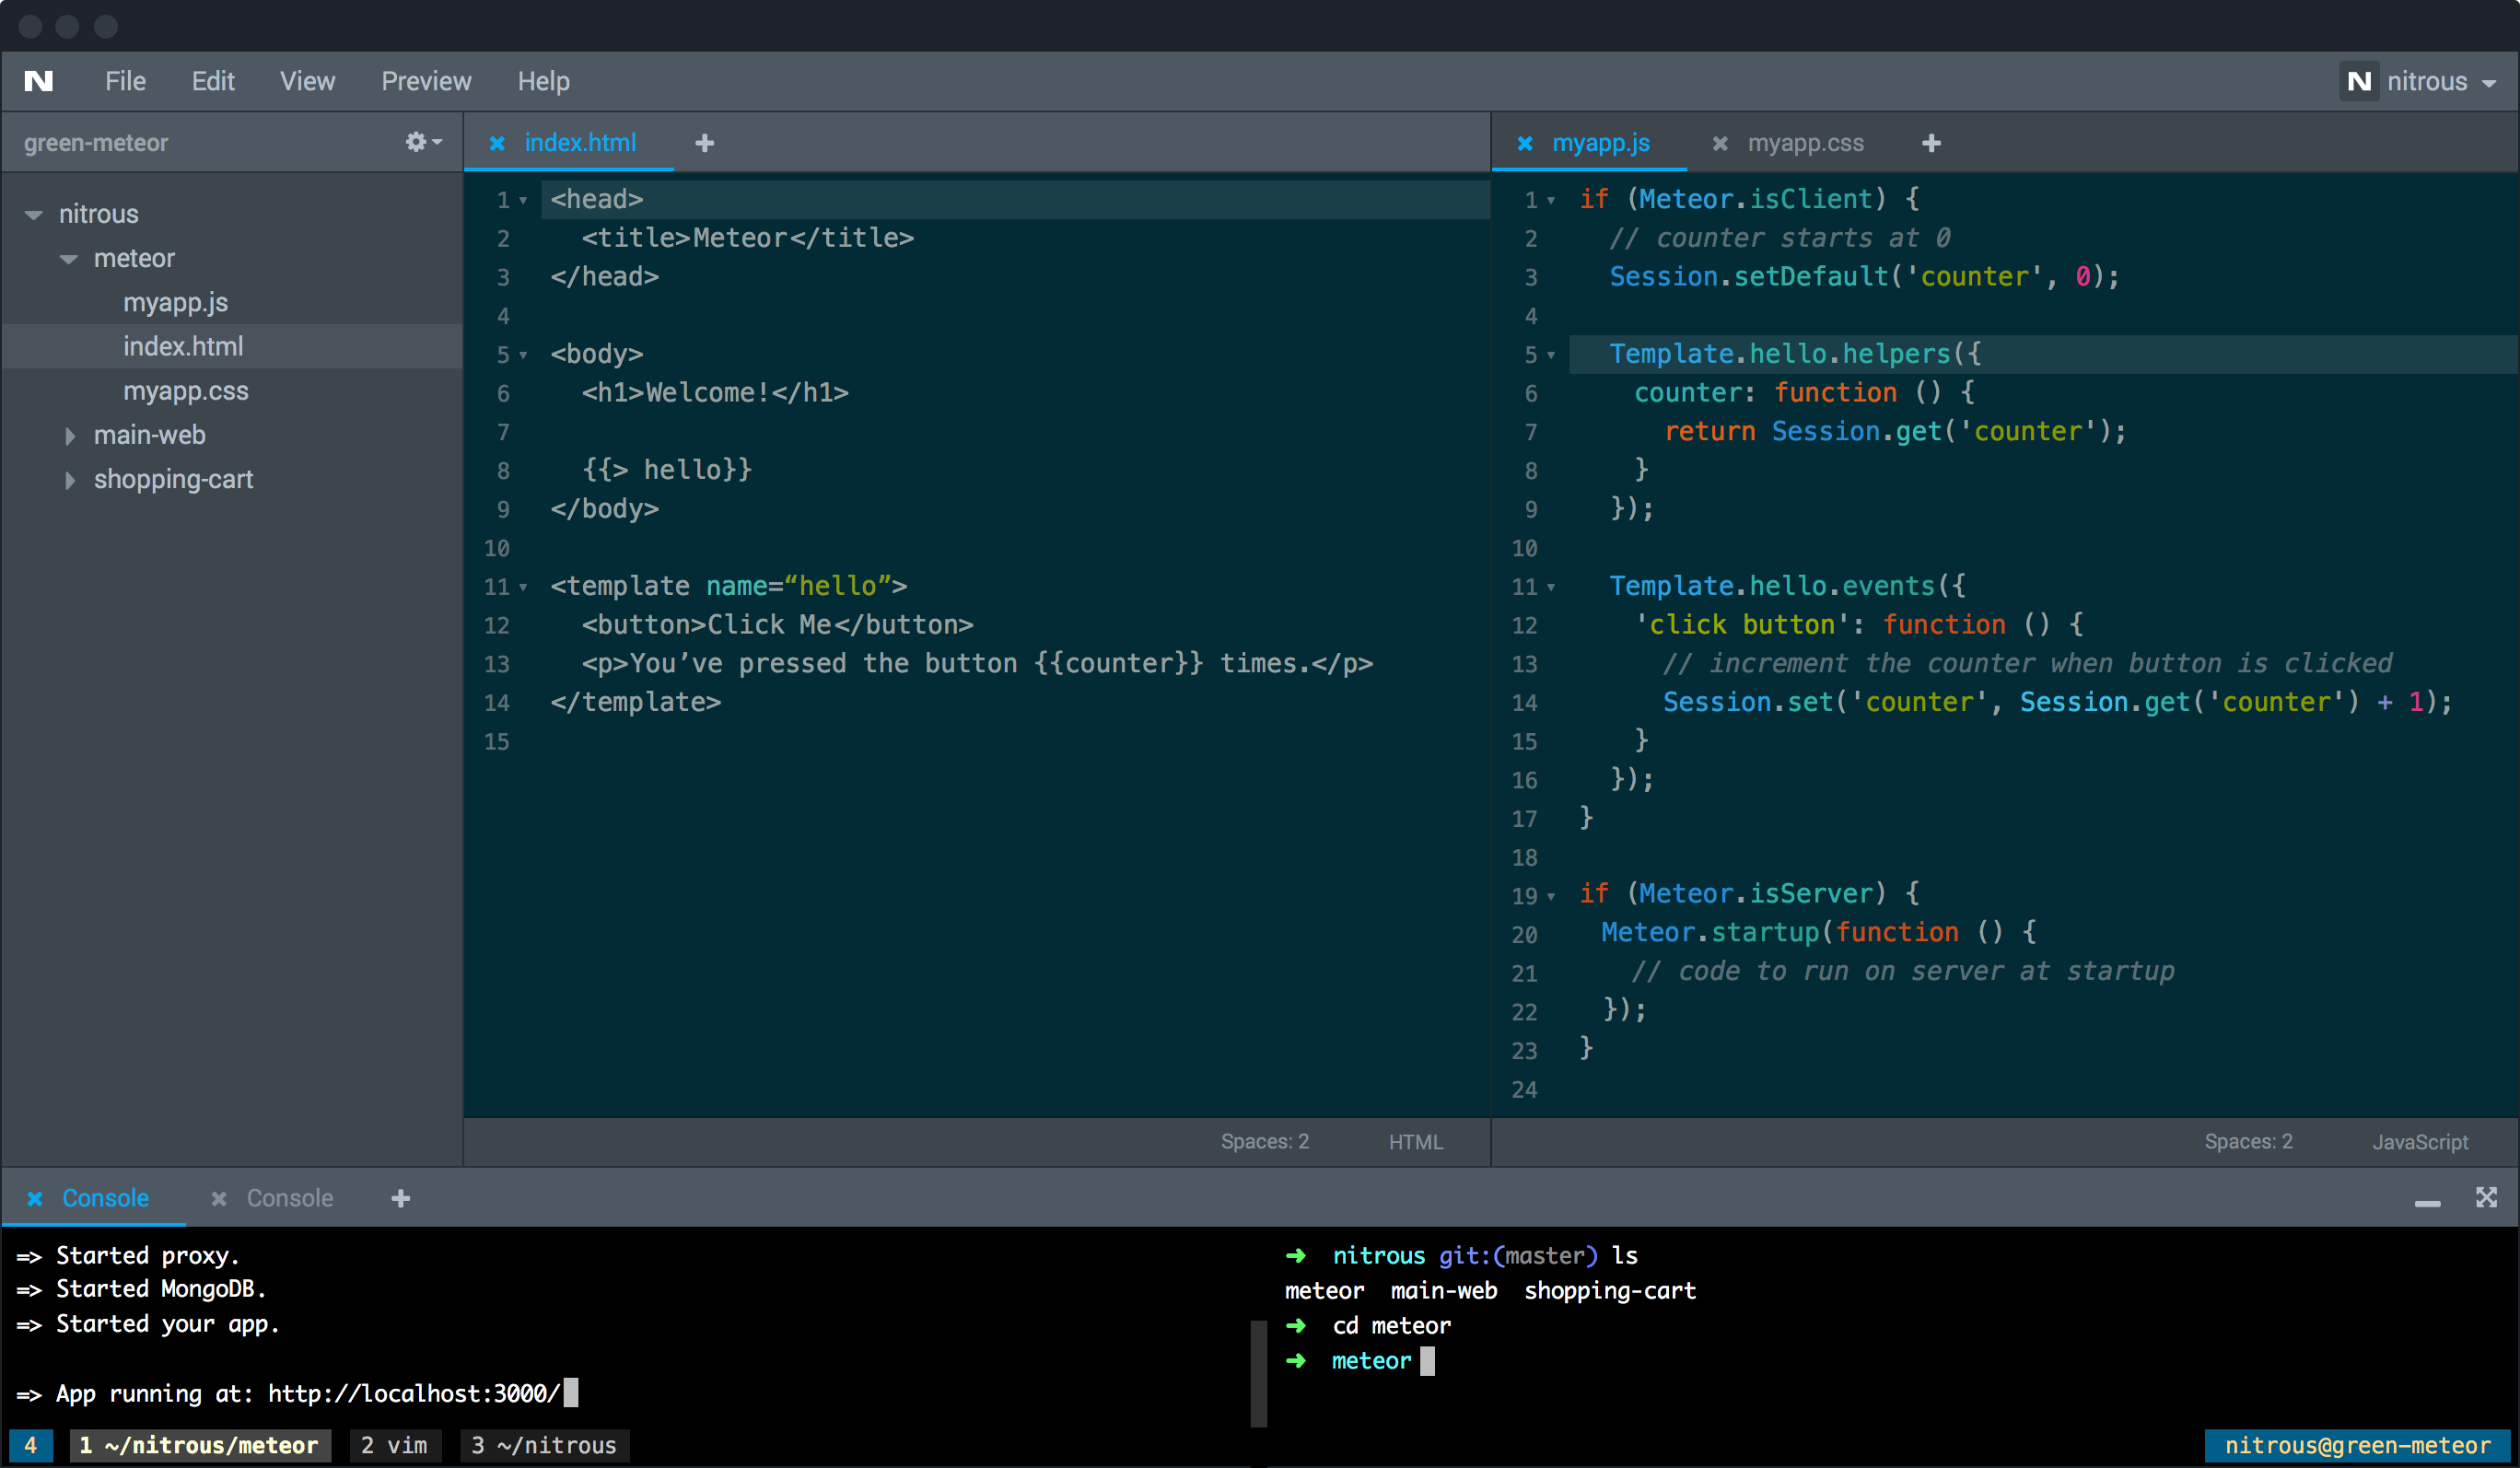 N File Edit View Preview Help
N nitrous
green-meteor
nitrous
meteor
myapp.js
index.html
myapp.css
main-web
shopping-cart
index.html +
1 <head>
2   <title>Meteor</title>
3 </head>
4
5 <body>
6   <h1>Welcome!</h1>
7
8   {{> hello}}
9 </body>
10
11 <template name=“hello”>
12   <button>Click Me</button>
13   <p>You’ve pressed the button {{counter}} times.</p>
14 </template>
15
Spaces: 2 HTML
myapp.js myapp.css +
1 if (Meteor.isClient) {
2   // counter starts at 0
3   Session.setDefault('counter', 0);
4
5   Template.hello.helpers({
6     counter: function () {
7       return Session.get('counter');
8     }
9   });
10
11   Template.hello.events({
12     'click button': function () {
13       // increment the counter when button is clicked
14       Session.set('counter', Session.get('counter') + 1);
15     }
16   });
17 }
18
19 if (Meteor.isServer) {
20   Meteor.startup(function () {
21     // code to run on server at startup
22   });
23 }
24
Spaces: 2 JavaScript
Console Console +
=> Started proxy.
=> Started MongoDB.
=> Started your app.
=> App running at: http://localhost:3000/
➜ nitrous git:(master) ls
meteor main-web shopping-cart
➜ cd meteor
➜ meteor
4 1 ~/nitrous/meteor 2 vim 3 ~/nitrous
nitrous@green-meteor